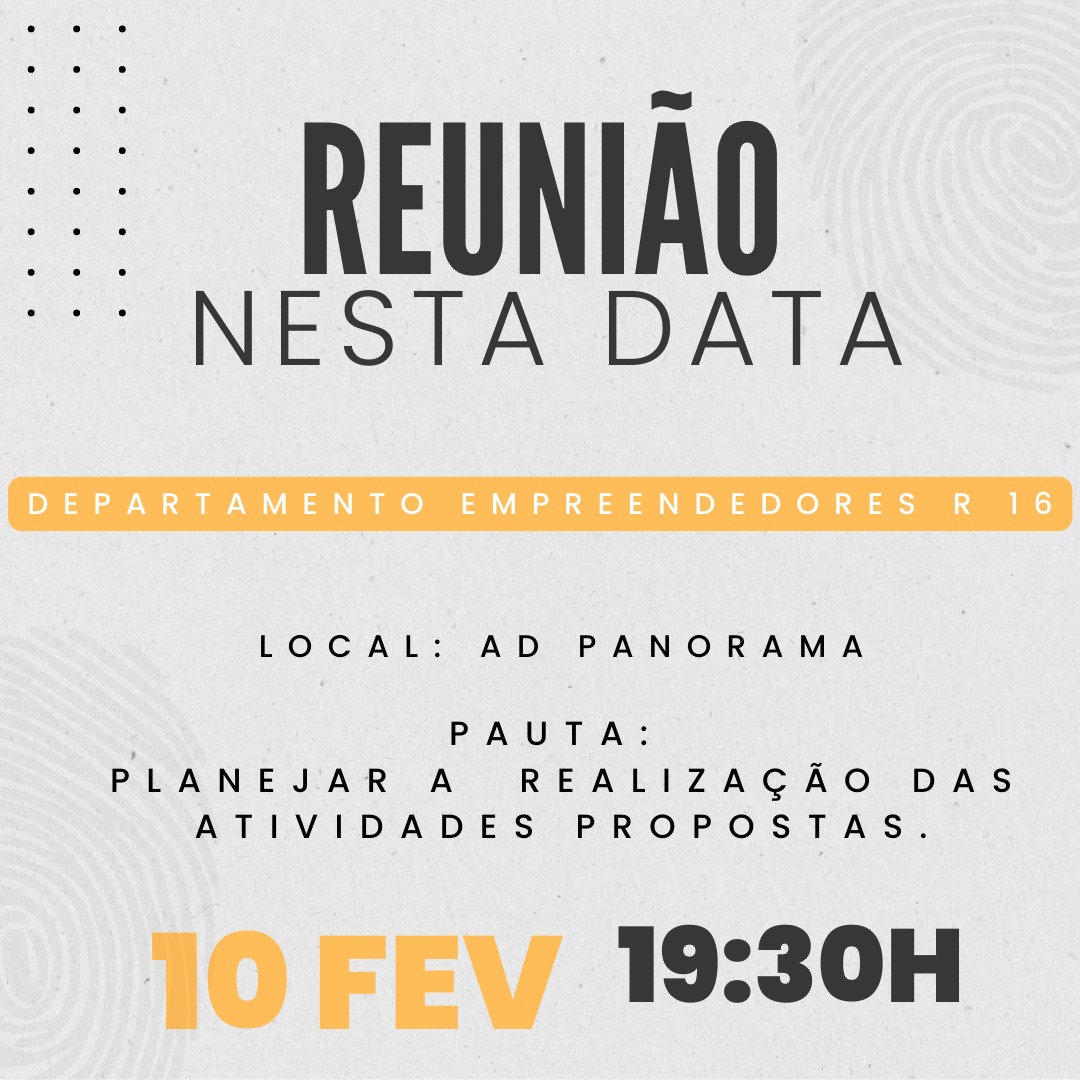 REUNIÃO
NESTA DATA
DEPARTAMENTO EMPREENDEDORES R 16
LOCAL: AD PANORAMA
PAUTA:
PLANEJAR A REALIZAÇÃO DAS
ATIVIDADES PROPOSTAS.
10 FEV 19:30H